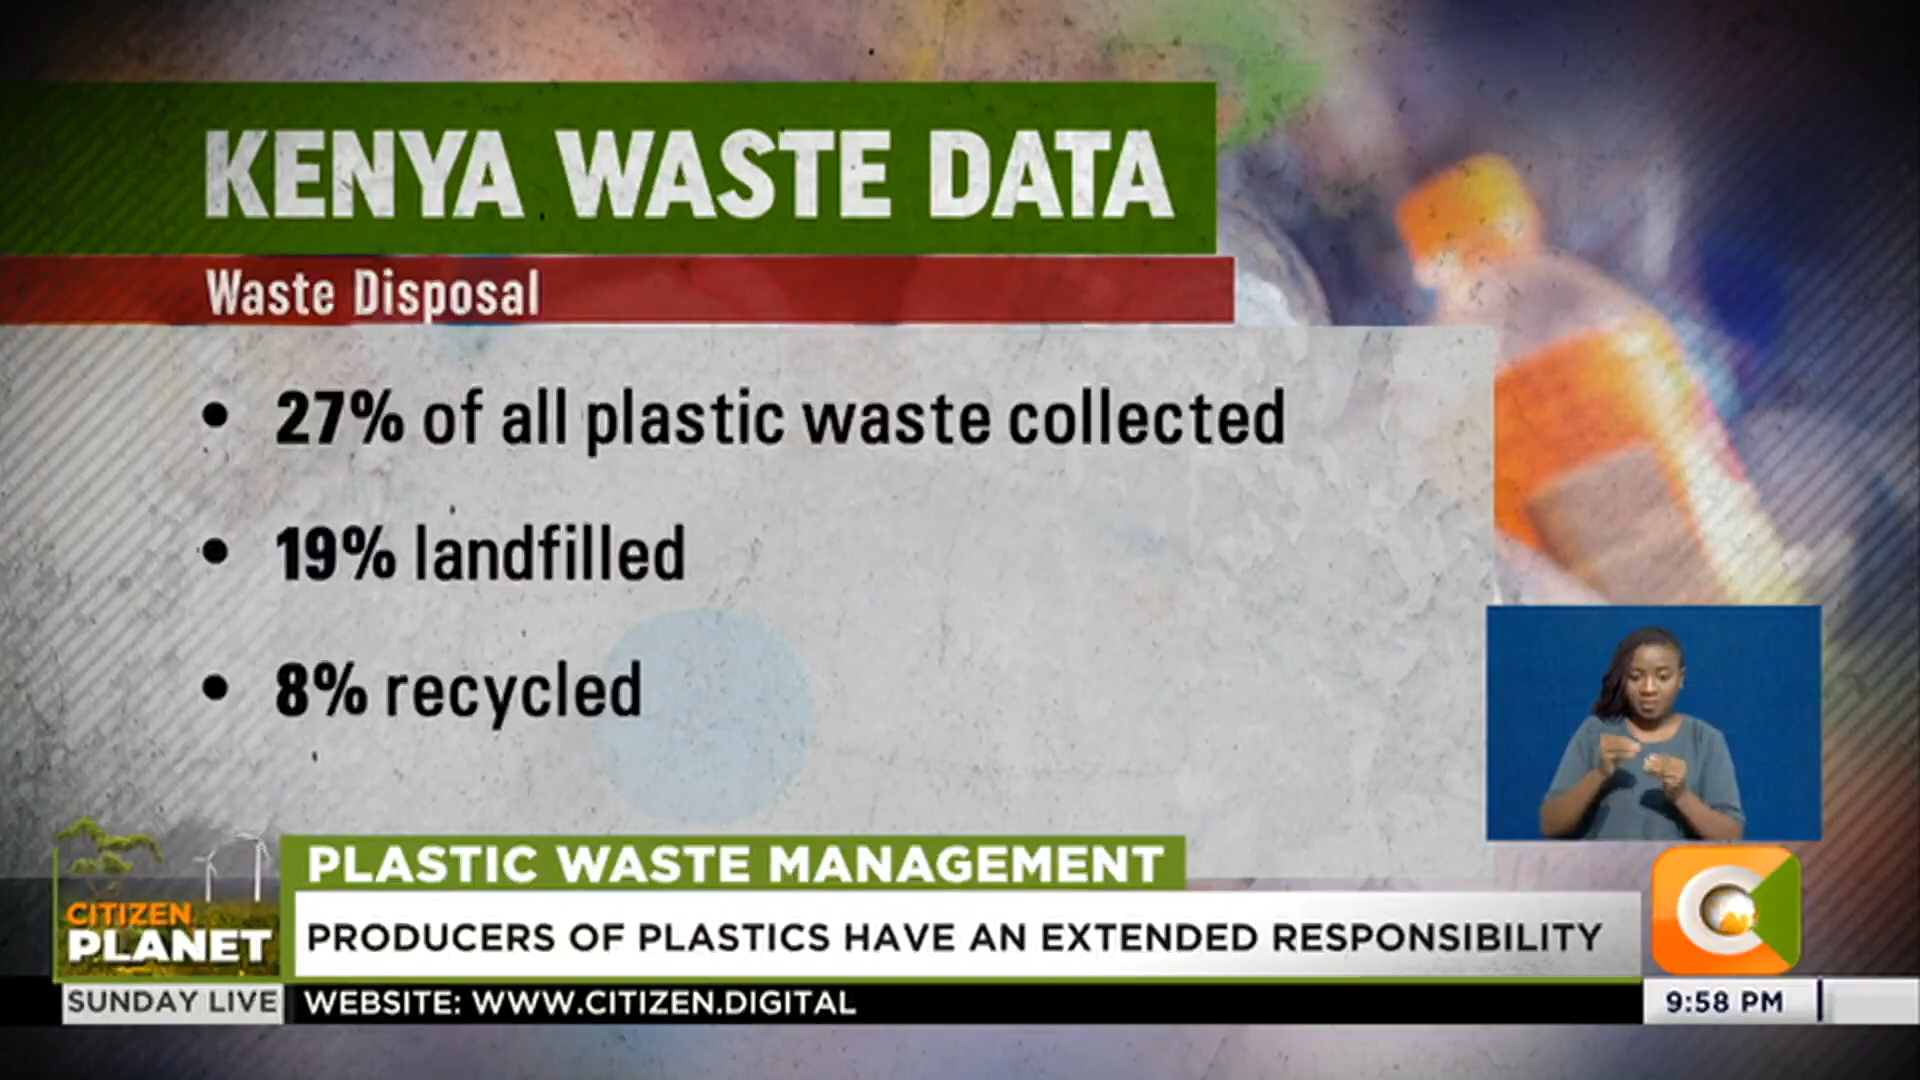 KENYA WASTE DATA
Waste Disposal
• 27% of all plastic waste collected
• 19% landfilled
• 8% recycled
PLASTIC WASTE MANAGEMENT
CITIZEN
PLANET
PRODUCERS OF PLASTICS HAVE AN EXTENDED RESPONSIBILITY
SUNDAY LIVE
WEBSITE: WWW.CITIZEN.DIGITAL
9:58 PM